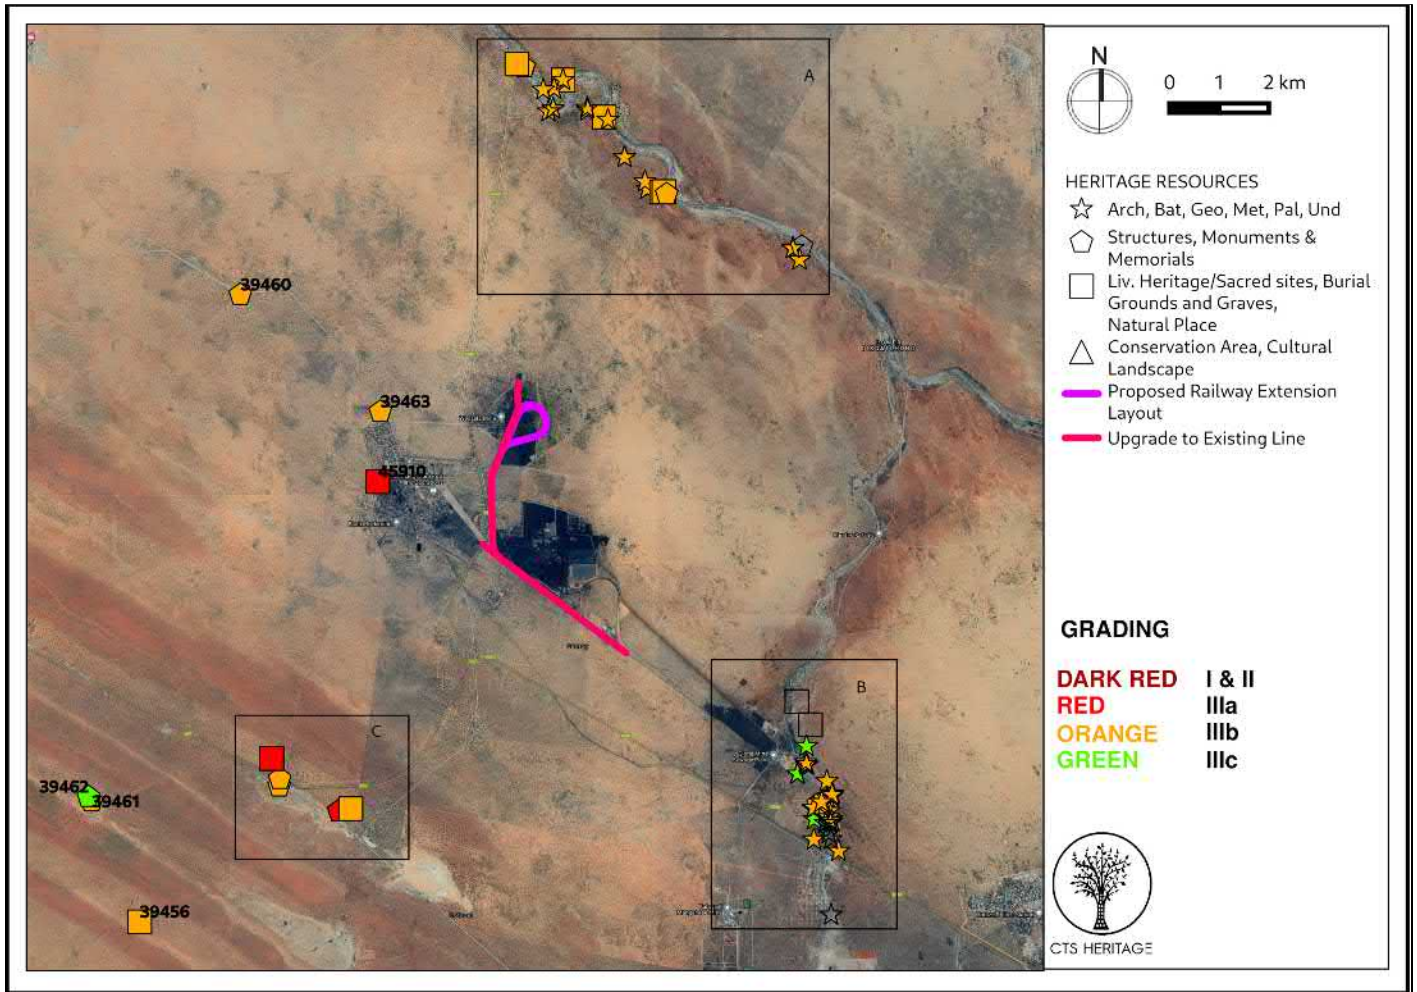 A
39460
39463
45910
B
C
39462
39461
39456
N
0 1 2 km
HERITAGE RESOURCES
Arch, Bat, Geo, Met, Pal, Und
Structures, Monuments &
Memorials
Liv. Heritage/Sacred sites, Burial
Grounds and Graves,
Natural Place
Conservation Area, Cultural
Landscape
Proposed Railway Extension
Layout
Upgrade to Existing Line
GRADING
DARK RED I & II
RED IIIa
ORANGE IIIb
GREEN IIIc
CTS HERITAGE